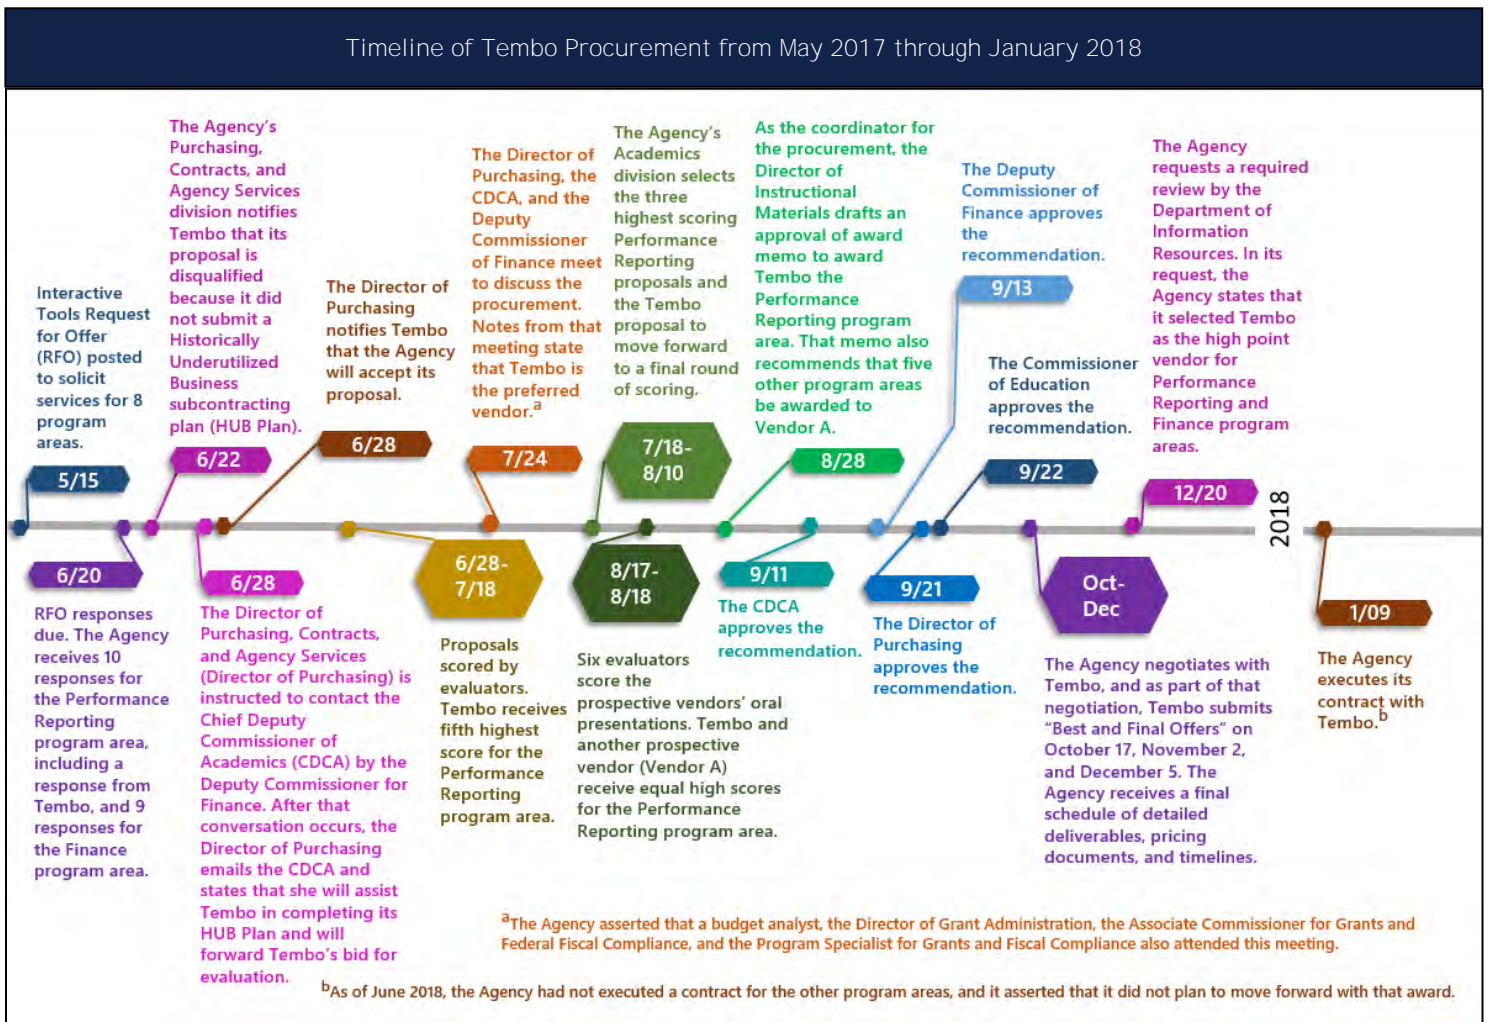 Timeline of Tembo Procurement from May 2017 through January 2018
Interactive
Tools Request
for Offer
(RFO) posted
to solicit
services for 8
program
areas.
5/15
6/20
RFO responses
due. The Agency
receives 10
responses for
the Performance
Reporting
program area,
including a
response from
Tembo, and 9
responses for
the Finance
program area.
The Agency's
Purchasing,
Contracts, and
Agency Services
division notifies
Tembo that its
proposal is
disqualified
because it did
not submit a
Historically
Underutilized
Business
subcontracting
plan (HUB Plan).
6/22
6/28
The Director of
Purchasing, Contracts,
and Agency Services
(Director of Purchasing) is
instructed to contact the
Chief Deputy
Commissioner of
Academics (CDCA) by the
Deputy Commissioner for
Finance. After that
conversation occurs, the
Director of Purchasing
emails the CDCA and
states that she will assist
Tembo in completing its
HUB Plan and will
forward Tembo's bid for
evaluation.
The Director of
Purchasing
notifies Tembo
that the Agency
will accept its
proposal.
6/28
6/28-
7/18
Proposals
scored by
evaluators.
Tembo receives
fifth highest
score for the
Performance
Reporting
program area.
The Director of
Purchasing, the
CDCA, and the
Deputy
Commissioner
of Finance meet
to discuss the
procurement.
Notes from that
meeting state
that Tembo is
the preferred
vendor.a
7/24
The Agency's
Academics
division selects
the three
highest scoring
Performance
Reporting
proposals and
the Tembo
proposal to
move forward
to a final round
of scoring.
7/18-
8/10
8/17-
8/18
Six evaluators
score the
prospective vendors' oral
presentations. Tembo and
another prospective
vendor (Vendor A)
receive equal high scores
for the Performance
Reporting program area.
As the coordinator for
the procurement, the
Director of
Instructional
Materials drafts an
approval of award
memo to award
Tembo the
Performance
Reporting program
area. That memo also
recommends that five
other program areas
be awarded to
Vendor A.
8/28
9/11
The CDCA
approves the
recommendation.
The Deputy
Commissioner of
Finance approves
the
recommendation.
9/13
9/21
The Director of
Purchasing
approves the
recommendation.
The Commissioner
of Education
approves the
recommendation.
9/22
Oct-
Dec
The Agency negotiates with
Tembo, and as part of that
negotiation, Tembo submits
"Best and Final Offers" on
October 17, November 2,
and December 5. The
Agency receives a final
schedule of detailed
deliverables, pricing
documents, and timelines.
The Agency
requests a required
review by the
Department of
Information
Resources. In its
request, the
Agency states that
it selected Tembo
as the high point
vendor for
Performance
Reporting and
Finance program
areas.
12/20
2018
1/09
The Agency
executes its
contract with
Tembo.b
aThe Agency asserted that a budget analyst, the Director of Grant Administration, the Associate Commissioner for Grants and
Federal Fiscal Compliance, and the Program Specialist for Grants and Fiscal Compliance also attended this meeting.
bAs of June 2018, the Agency had not executed a contract for the other program areas, and it asserted that it did not plan to move forward with that award.